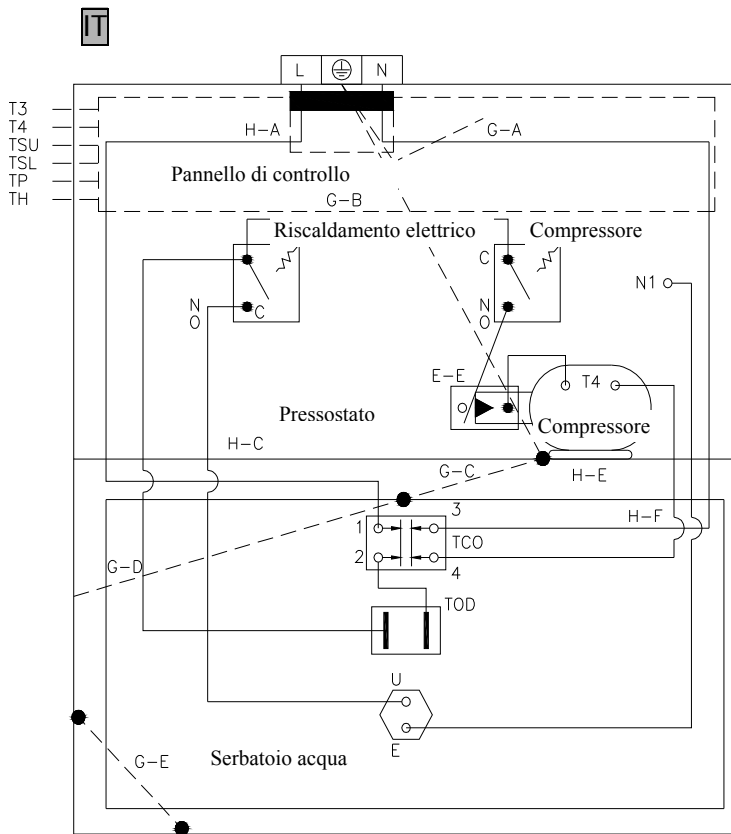 IT
L N
T3
T4
TSU
TSL
TP
TH
H-A
G-A
Pannello di controllo
G-B
Riscaldamento elettrico
Compressore
C
N
O
C
C
N
O
N1
E-E
T4
Pressostato
Compressore
H-C
G-C
H-E
3
1
H-F
TCO
2
4
G-D
TOD
U
E
G-E
Serbatoio acqua